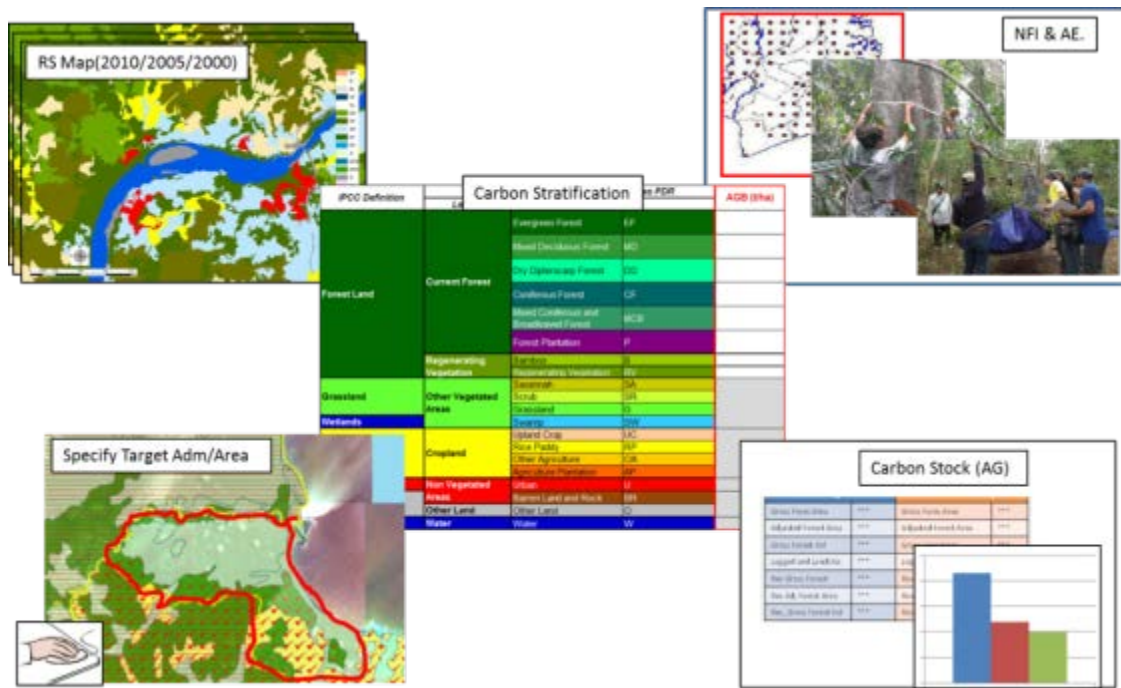 RS Map(2010/2005/2000)
NFI & AE.
Carbon Stratification
IPCC Definition
AGB (t/ha)
Forest Land
Current Forest
Evergreen Forest EF
Mixed Deciduous Forest MD
Dry Dipterocarp Forest DD
Coniferous Forest CF
Mixed Coniferous and
Broadleaved Forest MCB
Forest Plantation P
Regenerating
Vegetation
Bamboo B
Regenerating Vegetation RV
Grassland
Other Vegetated
Areas
Savannah SA
Scrub SR
Grassland G
Wetlands
Swamp SW
Cropland
Upland Crop UC
Rice Paddy RP
Other Agriculture OA
Agriculture Plantation AP
Non Vegetated
Areas
Urban U
Barren Land and Rock BR
Other Land
Other Land O
Water
Water W
Specify Target Adm/Area
Carbon Stock (AG)